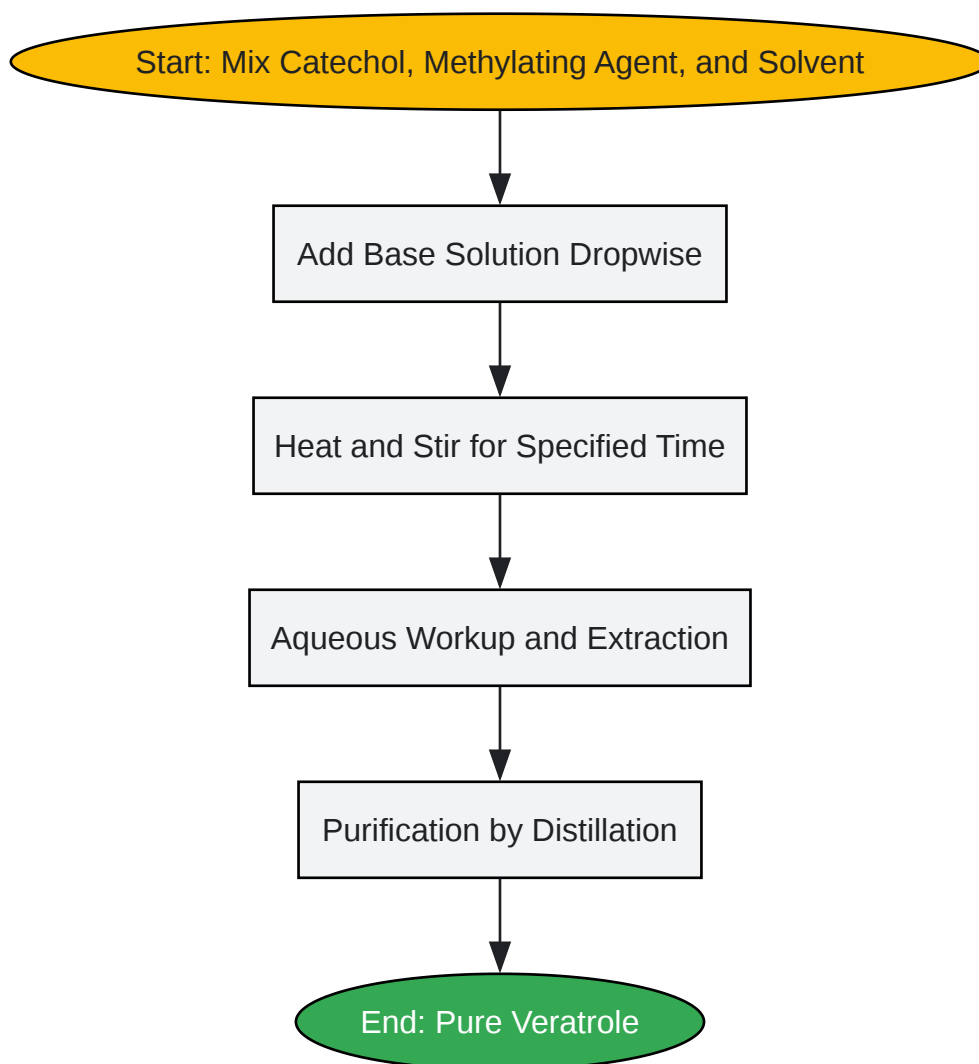 Start: Mix Catechol, Methylating Agent, and Solvent
Add Base Solution Dropwise
Heat and Stir for Specified Time
Aqueous Workup and Extraction
Purification by Distillation
End: Pure Veratrole